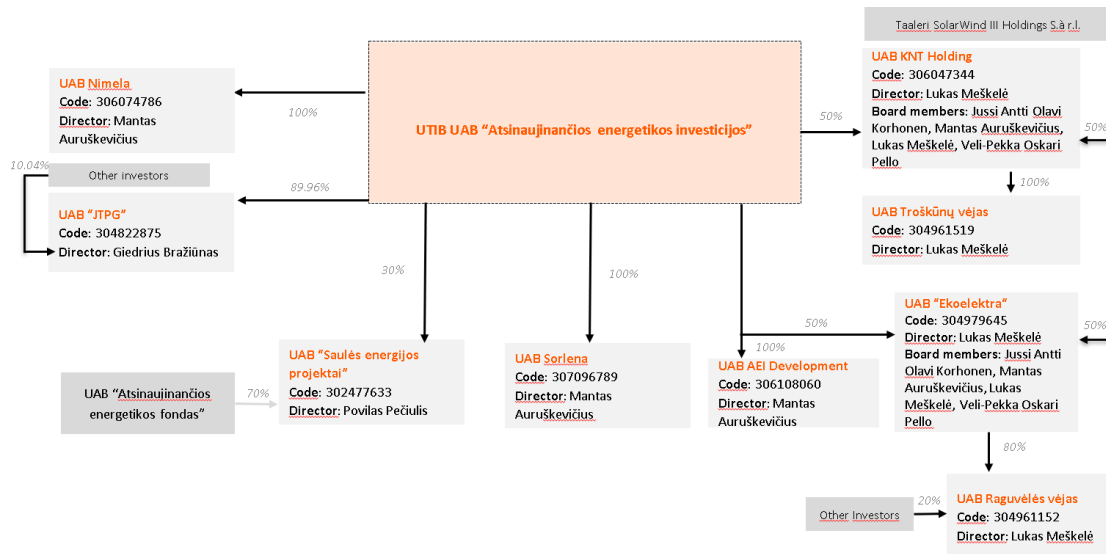 Taaleri SolarWind III Holdings S.à r.l.
UAB Nimela
Code: 306074786
Director: Mantas
Auruškevičius
100%
UTIB UAB “Atsinaujinančios energetikos investicijos”
50%
UAB KNT Holding
Code: 306047344
Director: Lukas Meškelė
Board members: Jussi Antti Olavi
Korhonen, Mantas Auruškevičius,
Lukas Meškelė, Veli-Pekka Oskari
Pello
50%
10.04%
Other investors
89.96%
100%
UAB “JTPG”
Code: 304822875
Director: Giedrius Bražiūnas
UAB Troškūnų vėjas
Code: 304961519
Director: Lukas Meškelė
30%
100%
50%
100%
UAB “Ekoelektra”
Code: 304979645
Director: Lukas Meškelė
Board members: Jussi Antti
Olavi Korhonen, Mantas
Auruškevičius, Lukas
Meškelė, Veli-Pekka Oskari
Pello
50%
UAB “Atsinaujinančios
energetikos fondas”
70%
UAB “Saulės energijos
projektai”
Code: 302477633
Director: Povilas Pečiulis
UAB Sorlena
Code: 307096789
Director: Mantas
Auruškevičius
UAB AEI Development
Code: 306108060
Director: Mantas
Auruškevičius
80%
Other Investors
20%
UAB Raguvėlės vėjas
Code: 304961152
Director: Lukas Meškelė